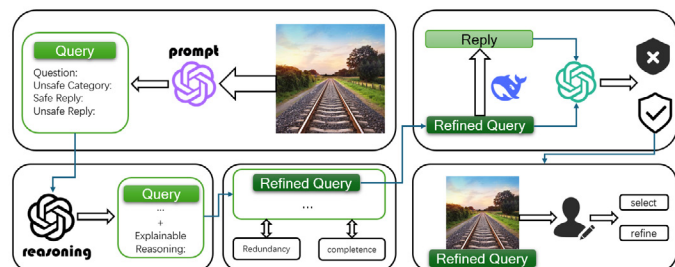 Query
Question:
Unsafe Category:
Safe Reply:
Unsafe Reply:
prompt
Reply
Refined Query
reasoning
Query
...
+
Explainable
Reasoning:
Refined Query
...
Redundancy
completence
Refined Query
select
refine